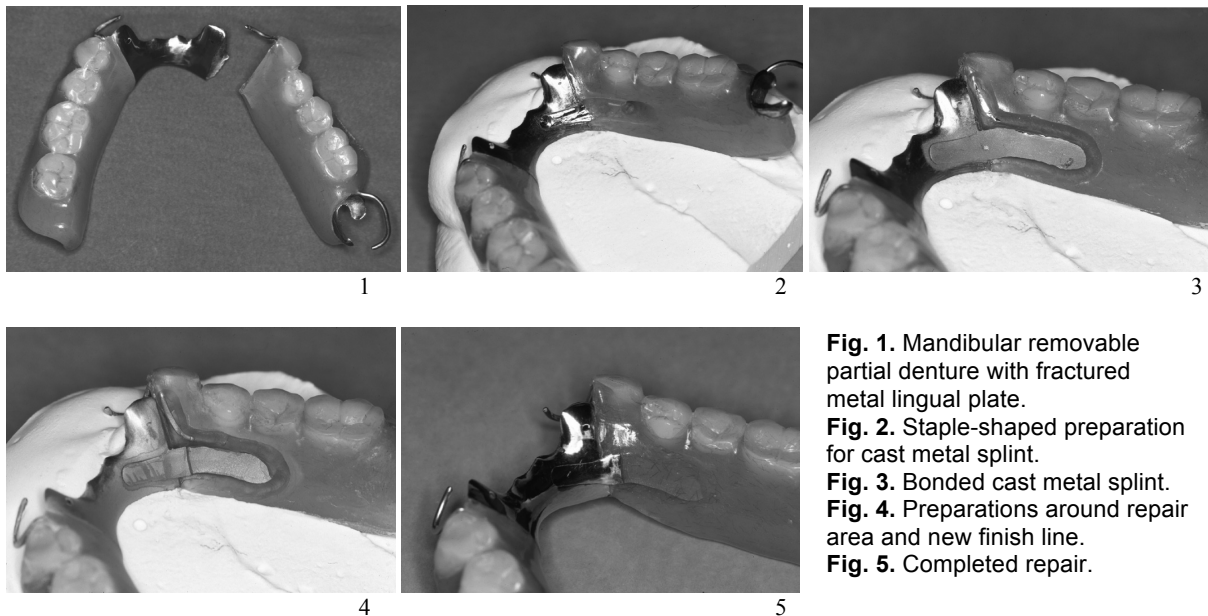 1
2
3
4
5
Fig. 1. Mandibular removable
partial denture with fractured
metal lingual plate.
Fig. 2. Staple-shaped preparation
for cast metal splint.
Fig. 3. Bonded cast metal splint.
Fig. 4. Preparations around repair
area and new finish line.
Fig. 5. Completed repair.